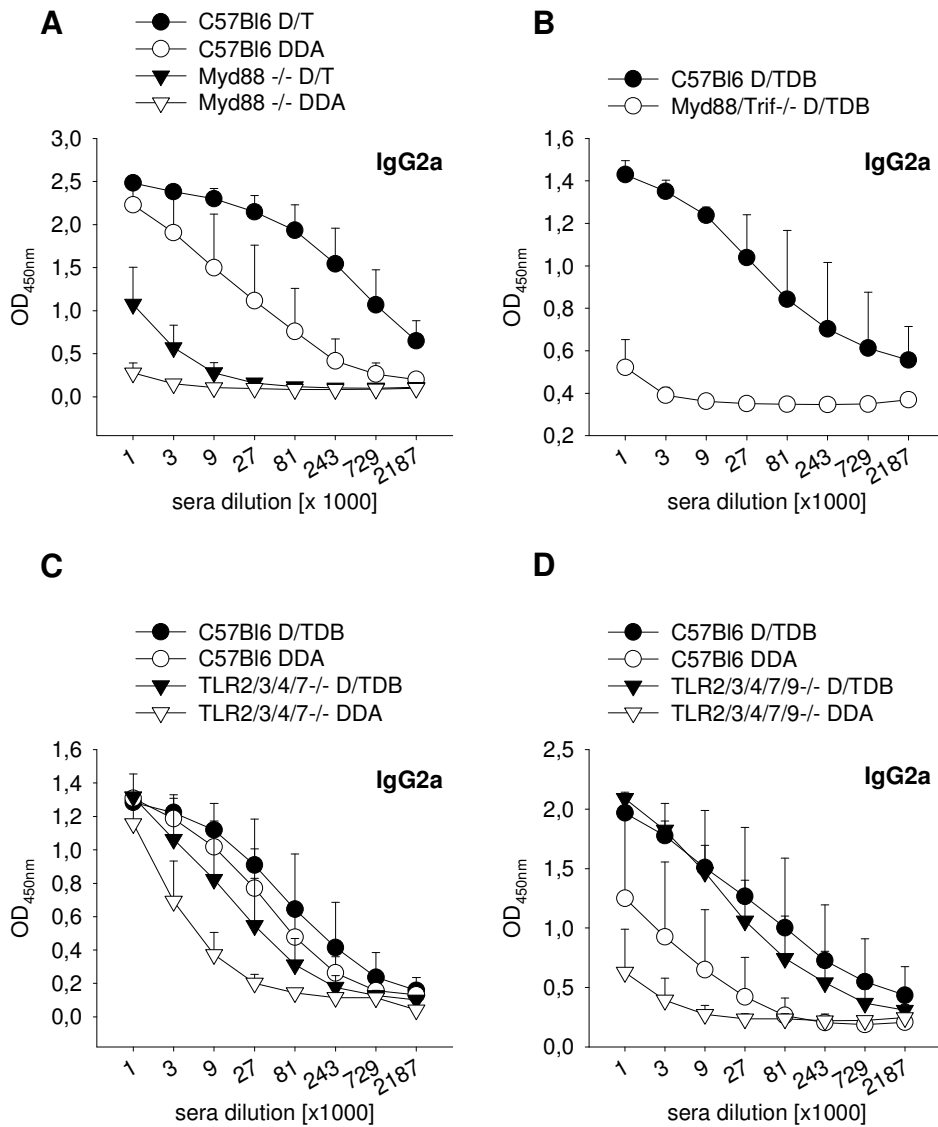 A
C57Bl6 D/T
C57Bl6 DDA
Myd88 -/- D/T
Myd88 -/- DDA
IgG2a
OD450nm
3,0
2,5
2,0
1,5
1,0
0,5
0,0
1 3 9 27 81 243 729 2187
sera dilution [x 1000]
B
C57Bl6 D/TDB
Myd88/Trif-/- D/TDB
IgG2a
OD450nm
1,6
1,4
1,2
1,0
0,8
0,6
0,4
0,2
1 3 9 27 81 243 729 2187
sera dilution [x1000]
C
C57Bl6 D/TDB
C57Bl6 DDA
TLR2/3/4/7-/- D/TDB
TLR2/3/4/7-/- DDA
IgG2a
OD450nm
1,6
1,4
1,2
1,0
0,8
0,6
0,4
0,2
0,0
1 3 9 27 81 243 729 2187
sera dilution [x1000]
D
C57Bl6 D/TDB
C57Bl6 DDA
TLR2/3/4/7/9-/- D/TDB
TLR2/3/4/7/9-/- DDA
IgG2a
OD450nm
2,5
2,0
1,5
1,0
0,5
0,0
1 3 9 27 81 243 729 2187
sera dilution [x1000]